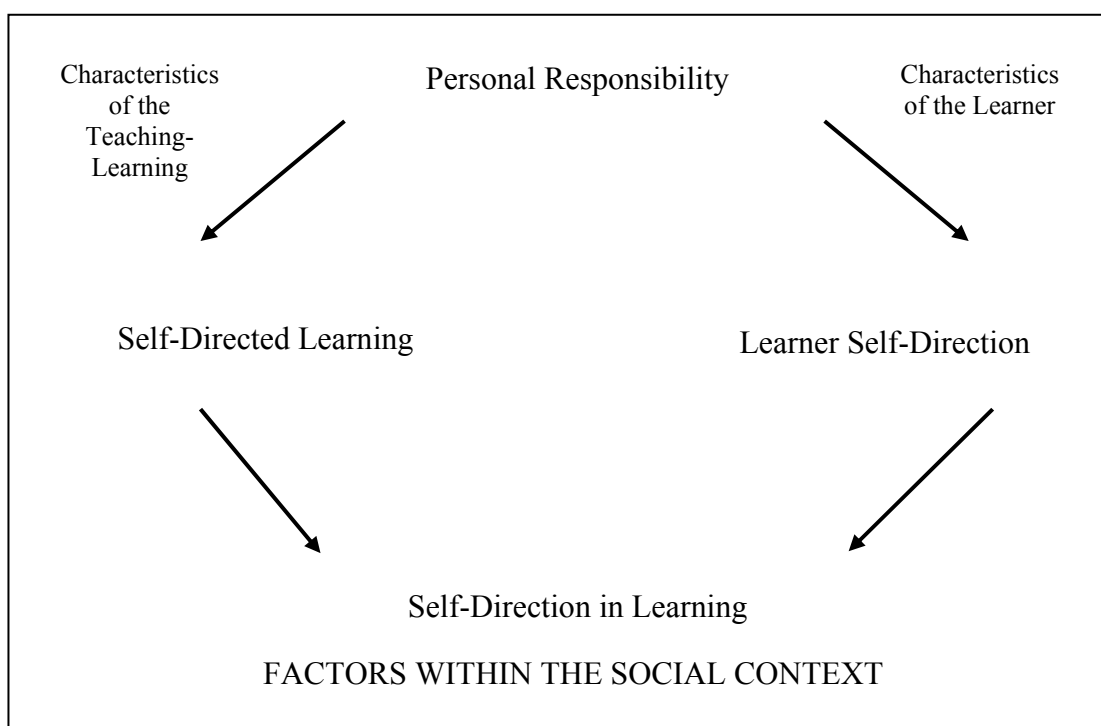 Characteristics
of the
Teaching-
Learning
Personal Responsibility
Characteristics
of the Learner
Self-Directed Learning
Learner Self-Direction
Self-Direction in Learning
FACTORS WITHIN THE SOCIAL CONTEXT